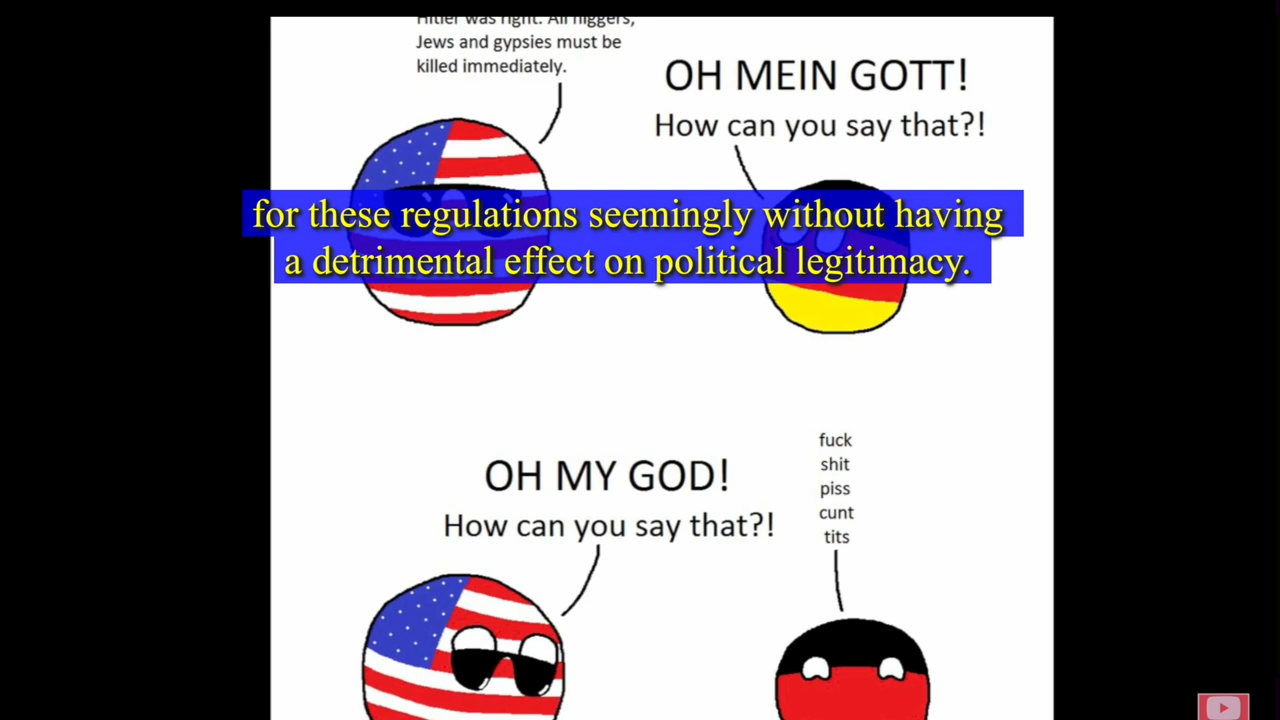 Hitler was right. All niggers,
Jews and gypsies must be
killed immediately.
OH MEIN GOTT!
How can you say that?!
for these regulations seemingly without having
a detrimental effect on political legitimacy.
OH MY GOD!
How can you say that?!
fuck
shit
piss
cunt
tits